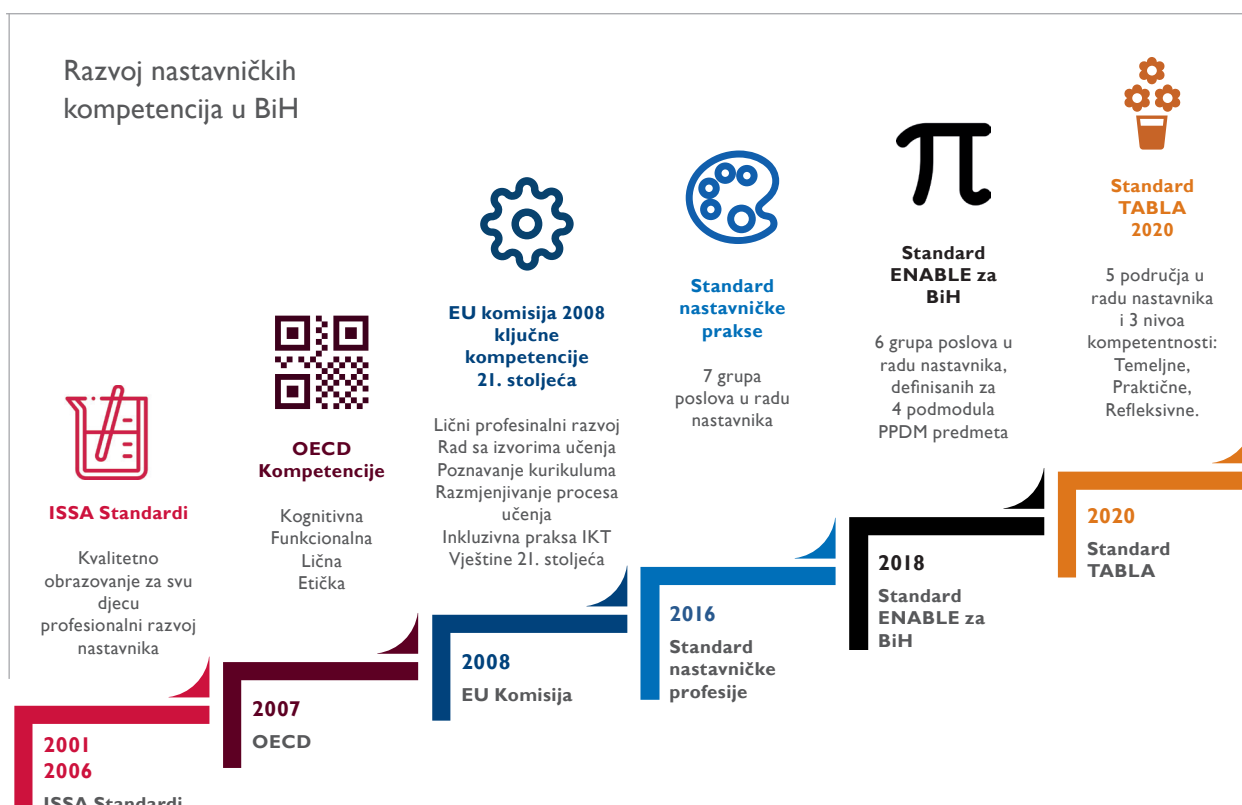 Razvoj nastavničkih
kompetencija u BiH
ISSA Standardi
Kvalitetno
obrazovanje za svu
djecu
profesionalni razvoj
nastavnika
2001
2006
ISSA Standardi
OECD
Kompetencije
Kognitivna
Funkcionalna
Lična
Etička
2007
OECD
EU komisija 2008
ključne
kompetencije
21. stoljeća
Lični profesinalni razvoj
Rad sa izvorima učenja
Poznavanje kurikuluma
Razmjenjivanje procesa
učenja
Inkluzivna praksa IKT
Vještine 21. stoljeća
2008
EU Komisija
Standard
nastavničke
prakse
7 grupa
poslova u radu
nastavnika
2016
Standard
nastavničke
profesije
Standard
ENABLE za
BiH
6 grupa poslova u
radu nastavnika,
definisanih za
4 podmodula
PPDM predmeta
2018
Standard
ENABLE za
BiH
Standard
TABLA
2020
5 područja u
radu nastavnika
i 3 nivoa
kompetentnosti:
Temeljne,
Praktične,
Refleksivne.
2020
Standard
TABLA